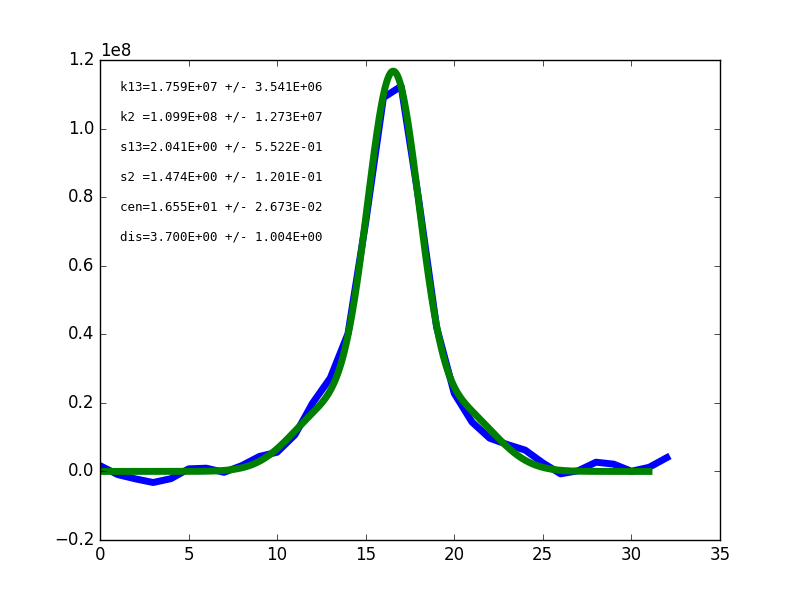 1e8
1.2
1.0
0.8
0.6
0.4
0.2
0.0
−0.2
k13=1.759E+07 +/- 3.541E+06
k2 =1.099E+08 +/- 1.273E+07
s13=2.041E+00 +/- 5.522E-01
s2 =1.474E+00 +/- 1.201E-01
cen=1.655E+01 +/- 2.673E-02
dis=3.700E+00 +/- 1.004E+00
0 5 10 15 20 25 30 35